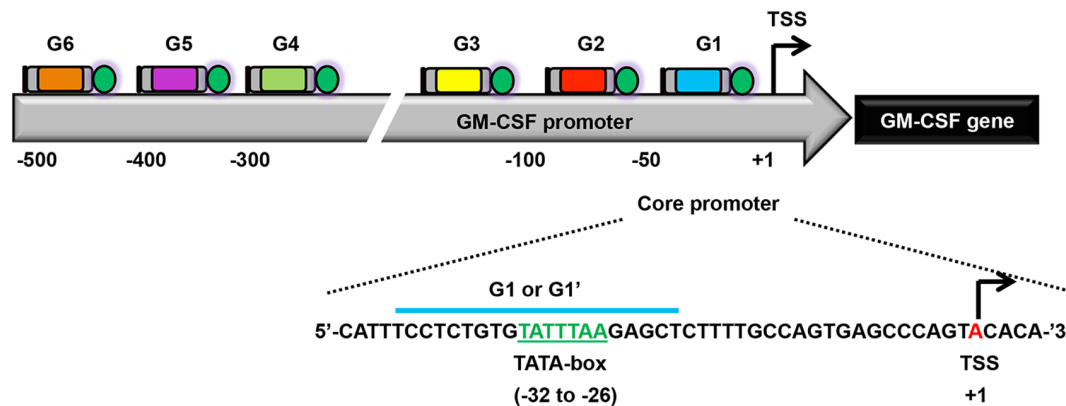 TSS
G6 G5 G4 G3 G2 G1
GM-CSF promoter GM-CSF gene
-500 -400 -300 -100 -50 +1
Core promoter
G1 or G1’
5’-CATTTCCTCTGTGTATTTAAGAGCTCTTTTGCCAGTGAGCCCAGTACACA-’3
TATA-box TSS
(-32 to -26) +1